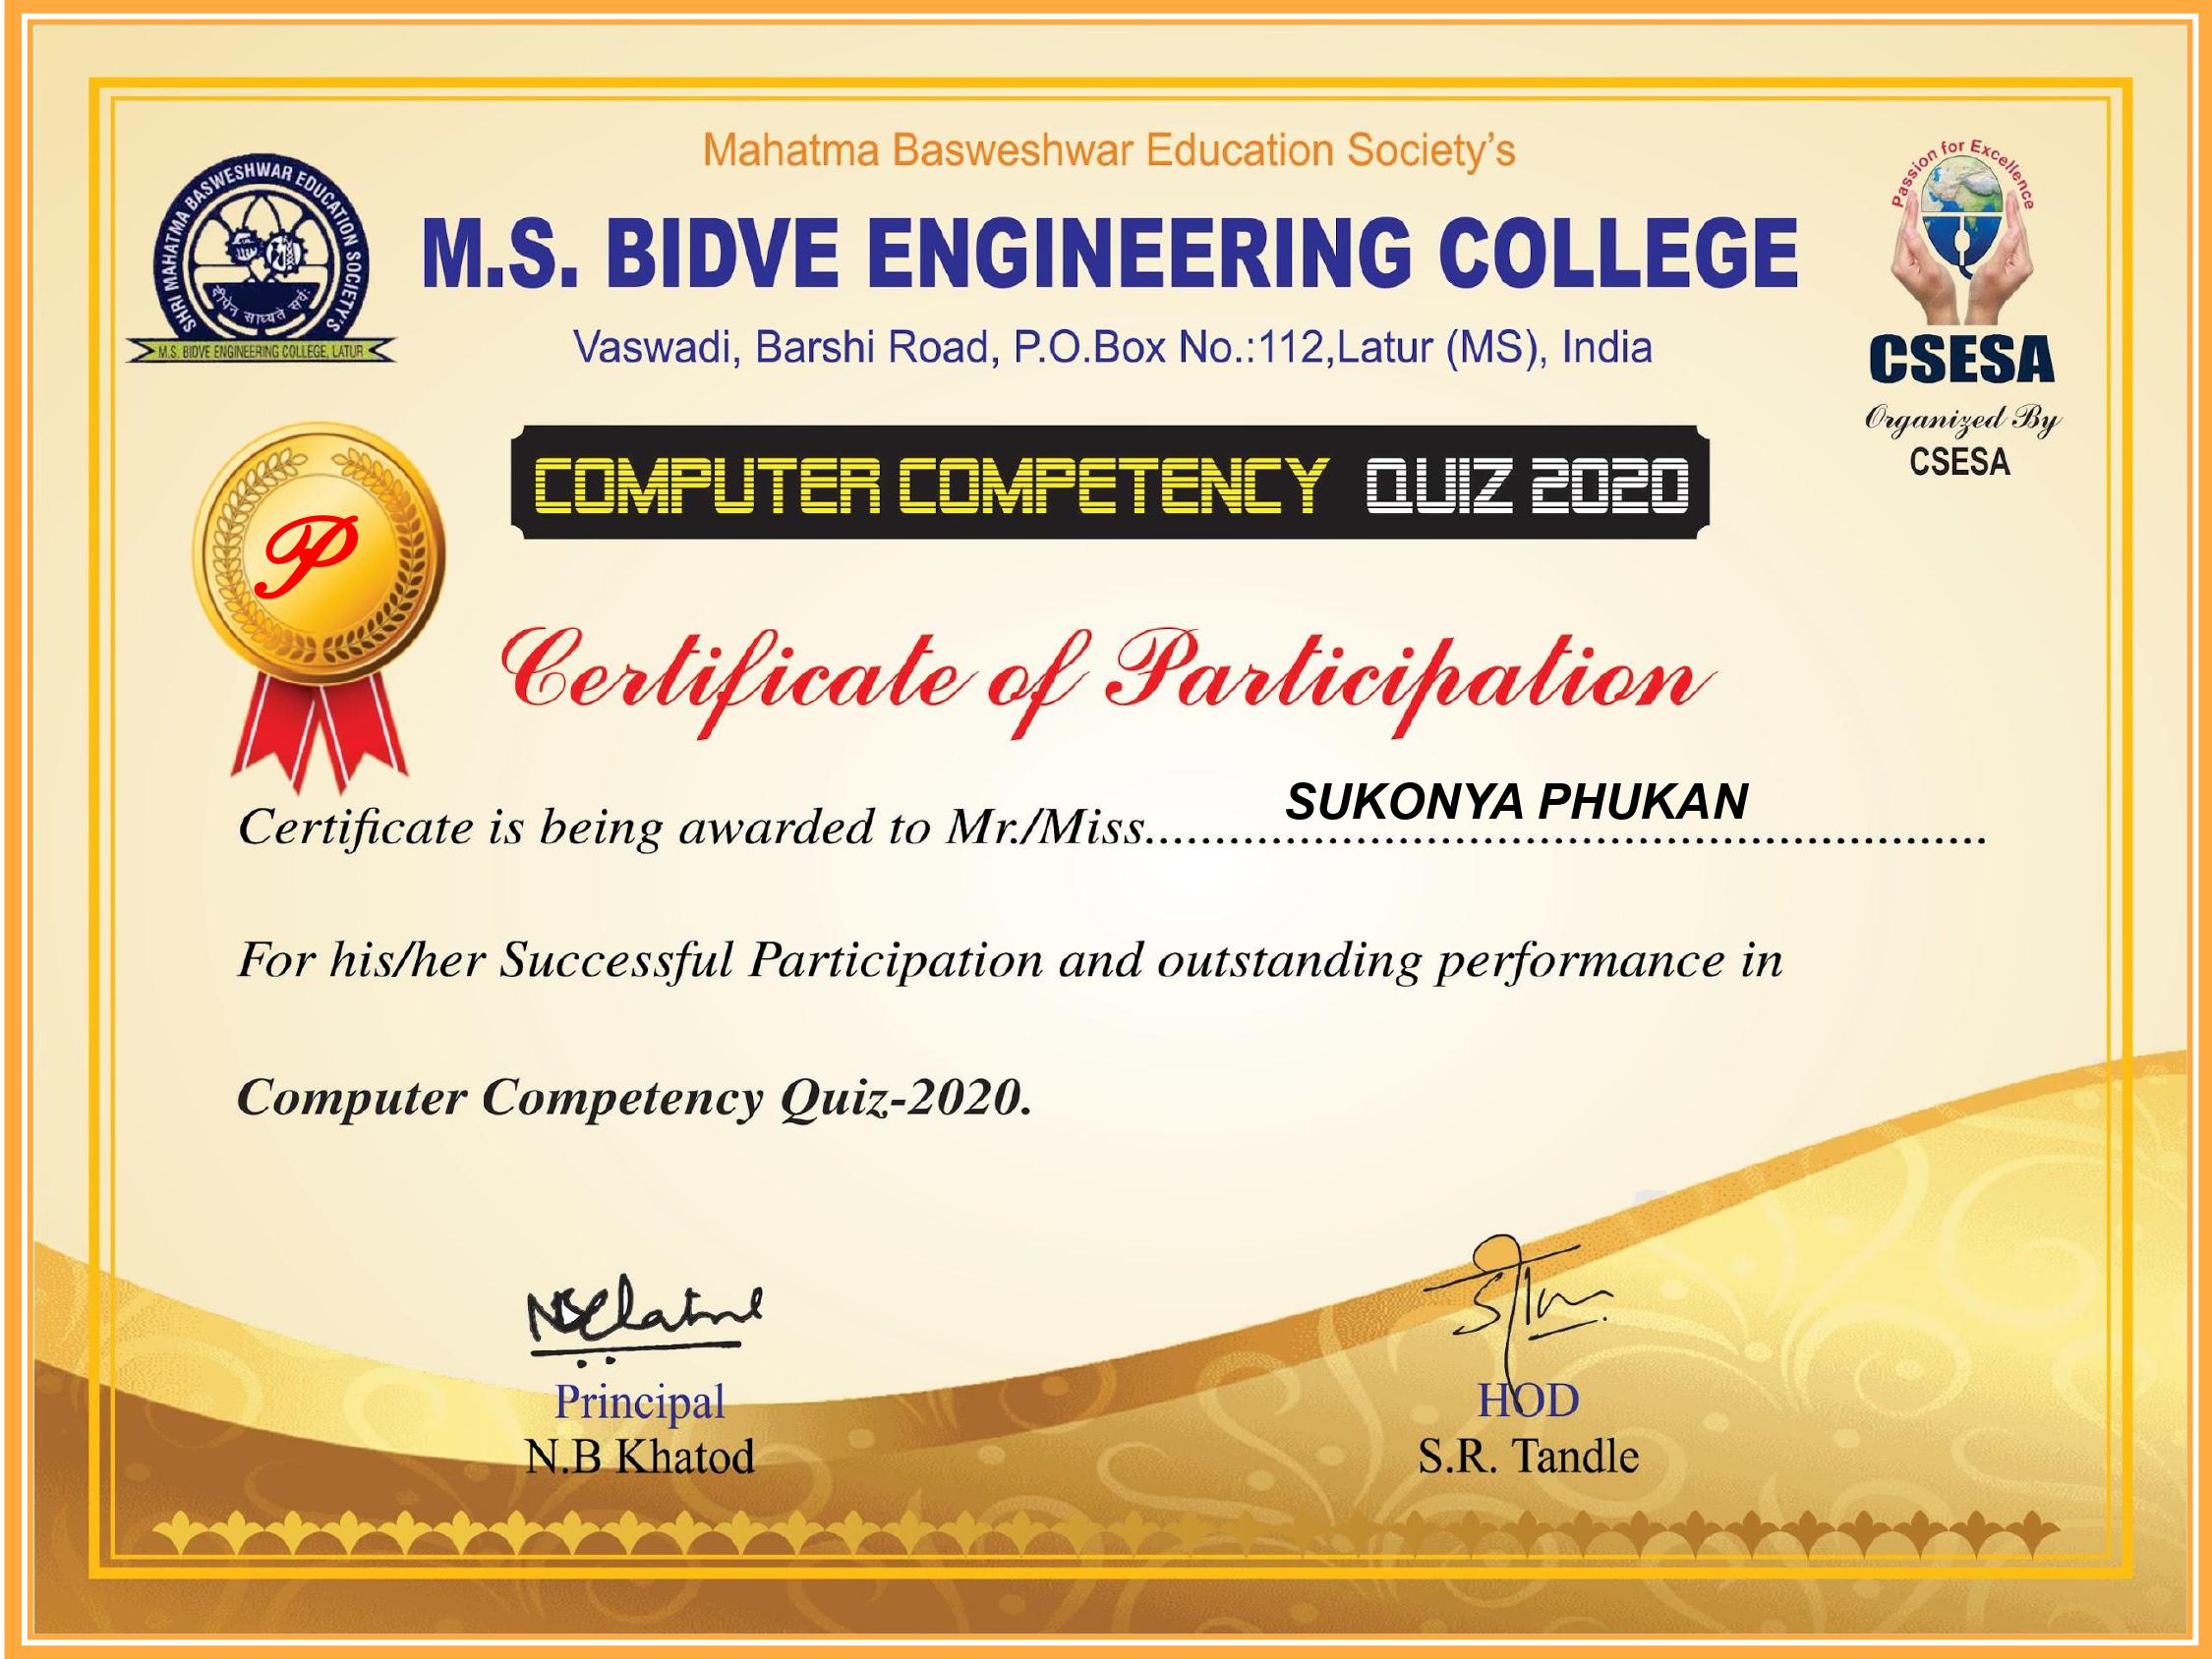 Mahatma Basweshwar Education Society's
M.S. BIDVE ENGINEERING COLLEGE
Vaswadi, Barshi Road, P.O.Box No.:112,Latur (MS), India
SHRI MAHATMA BASWESHWAR EDUCATION SOCIETY'S
दीपेन साध्यते सर्वः
M.S. BIDVE ENGINEERING COLLEGE, LATUR
Passion for Excellence
CSESA
Organized By
CSESA
COMPUTER COMPETENCY QUIZ 2020
P
Certificate of Participation
Certificate is being awarded to Mr./Miss............................................................
SUKONYA PHUKAN
For his/her Successful Participation and outstanding performance in
Computer Competency Quiz-2020.
Principal
N.B Khatod
HOD
S.R. Tandle